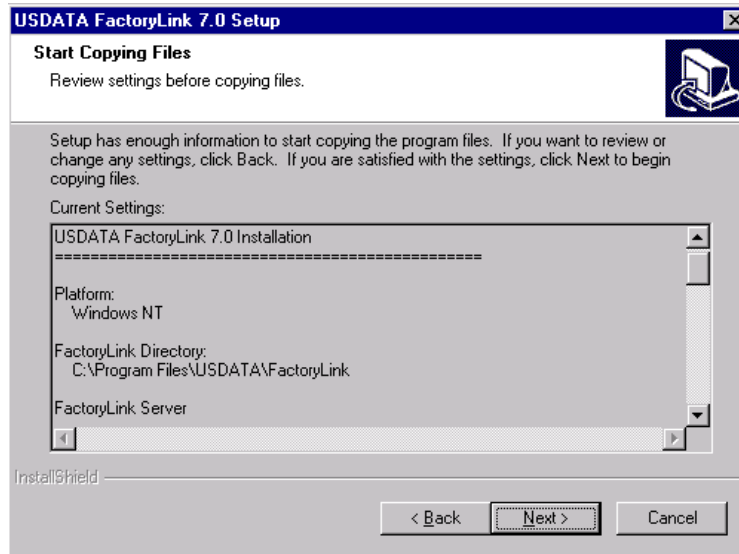 USDATA FactoryLink 7.0 Setup
Start Copying Files
Review settings before copying files.
Setup has enough information to start copying the program files.  If you want to review or
change any settings, click Back.  If you are satisfied with the settings, click Next to begin
copying files.
Current Settings:
USDATA FactoryLink 7.0 Installation
================================================
Platform:
Windows NT
FactoryLink Directory:
C:\Program Files\USDATA\FactoryLink
FactoryLink Server
InstallShield
< Back
Next >
Cancel